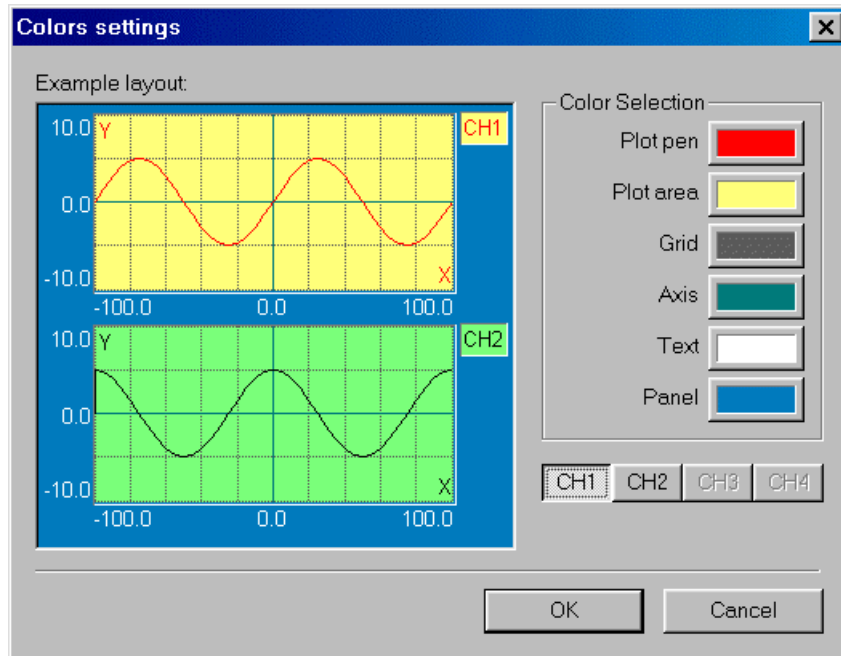 Colors settings
Example layout:
10.0 Y CH1
0.0
-10.0 X
-100.0 0.0 100.0
10.0 Y CH2
0.0
-10.0 X
-100.0 0.0 100.0
Color Selection
Plot pen
Plot area
Grid
Axis
Text
Panel
CH1 CH2 CH3 CH4
OK Cancel